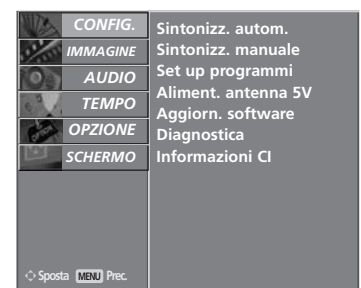 CONFIG.
IMMAGINE
AUDIO
TEMPO
OPZIONE
SCHERMO
Sintonizz. autom.
Sintonizz. manuale
Set up programmi
Aliment. antenna 5V
Aggiorn. software
Diagnostica
Informazioni CI
Sposta MENU Prec.